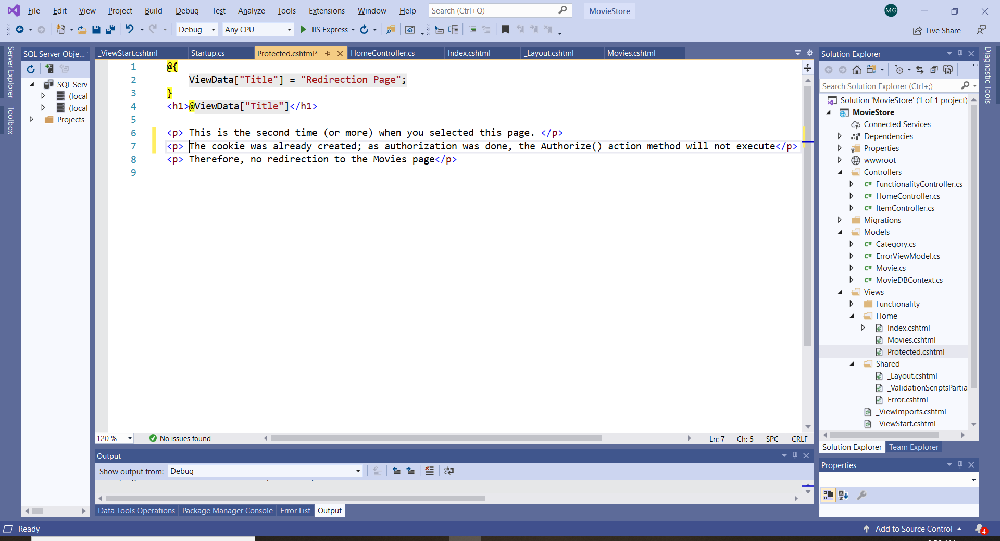 File Edit View Project Build Debug Test Analyze Tools Extensions Window Help Search (Ctrl+Q) MovieStore MG
Debug Any CPU IIS Express Live Share
Server Explorer
Toolbox
SQL Server Obje...
SQL Serv
(local
(local
Projects
_ViewStart.cshtml Startup.cs Protected.cshtml* HomeController.cs Index.cshtml _Layout.cshtml Movies.cshtml
1 @{
2 ViewData["Title"] = "Redirection Page";
3 }
4 <h1>@ViewData["Title"]</h1>
5
6 <p> This is the second time (or more) when you selected this page. </p>
7 <p> The cookie was already created; as authorization was done, the Authorize() action method will not execute</p>
8 <p> Therefore, no redirection to the Movies page</p>
9
120 % No issues found Ln: 7 Ch: 5 SPC CRLF
Output
Show output from: Debug
Data Tools Operations Package Manager Console Error List Output
Solution Explorer
Search Solution Explorer (Ctrl+;)
Solution 'MovieStore' (1 of 1 project)
MovieStore
Connected Services
Dependencies
Properties
wwwroot
Controllers
C# FunctionalityController.cs
C# HomeController.cs
C# ItemController.cs
Migrations
Models
C# Category.cs
C# ErrorViewModel.cs
C# Movie.cs
C# MovieDBContext.cs
Views
Functionality
Home
Index.cshtml
Movies.cshtml
Protected.cshtml
Shared
_Layout.cshtml
_ValidationScriptsPartia
Error.cshtml
_ViewImports.cshtml
_ViewStart.cshtml
Solution Explorer Team Explorer
Properties
Diagnostic Tools
Ready Add to Source Control 4